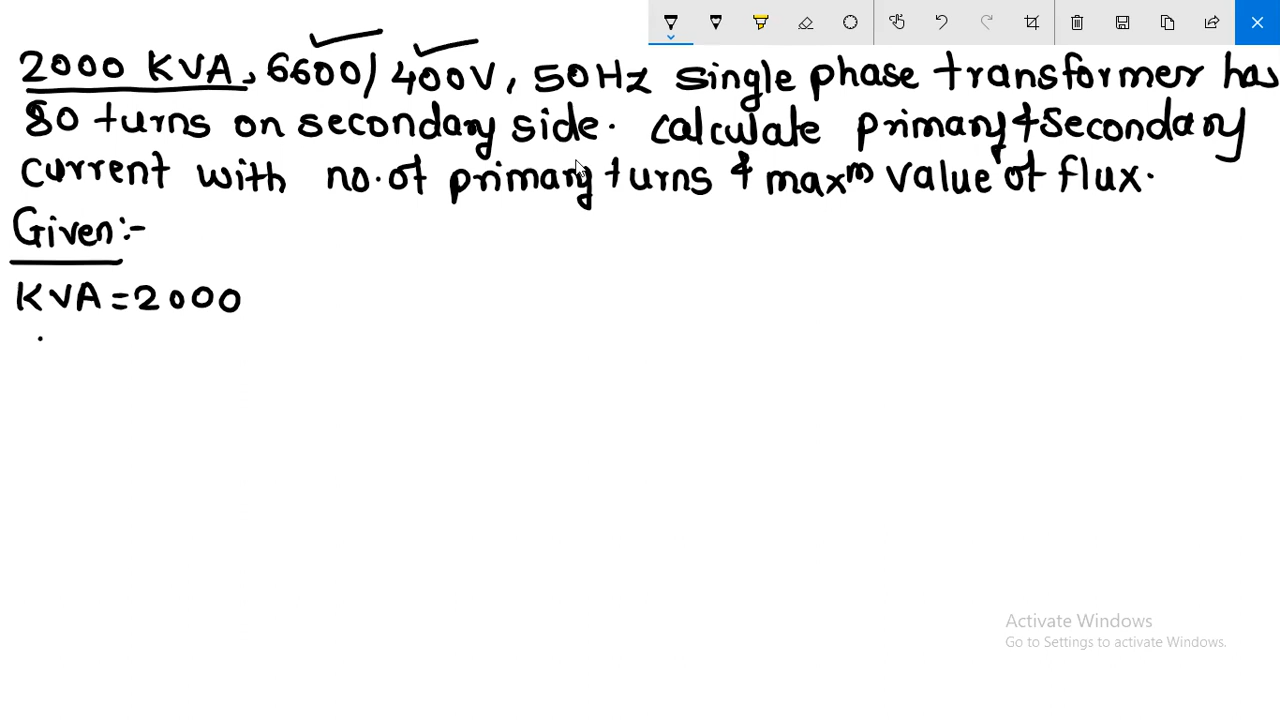 2000 KVA, 6600/400V, 50Hz single phase transformer has
80 turns on secondary side. calculate primary & secondary
current with no. of primary turns & maxm value of flux.
Given:-
KVA = 2000
Activate Windows
Go to Settings to activate Windows.